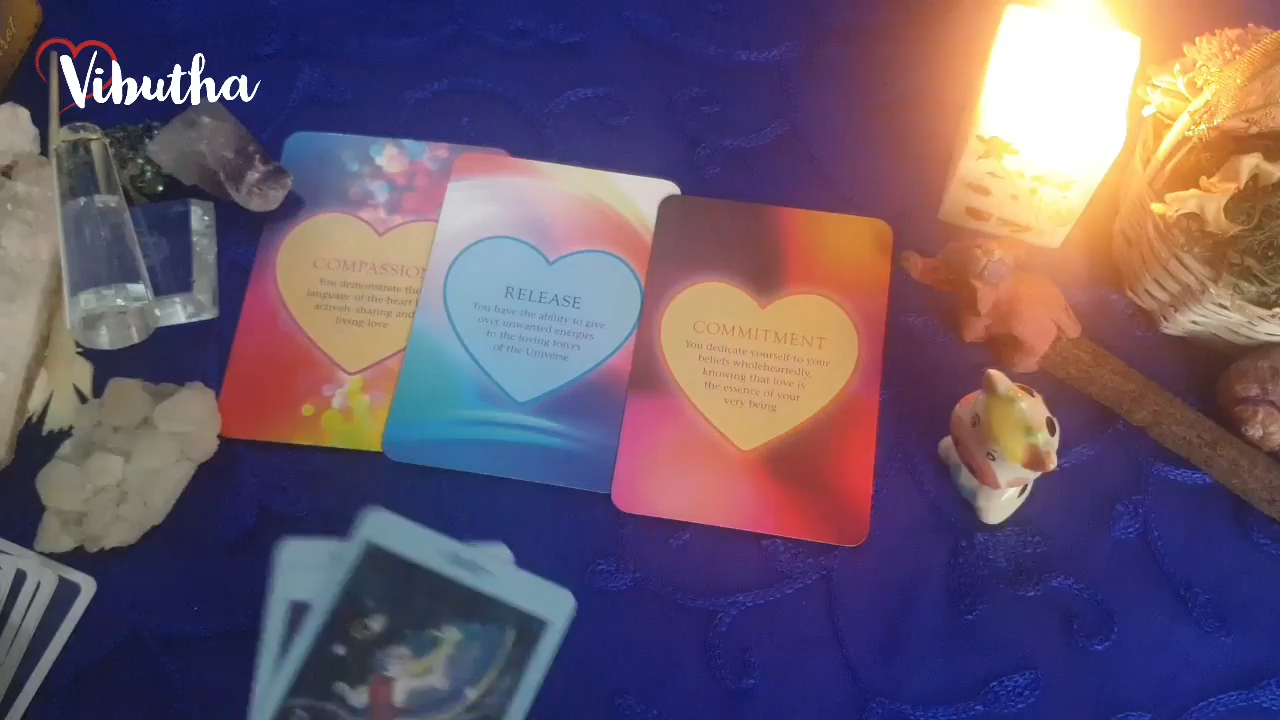 Vibutha
COMPASSION
You demonstrate the
language of the heart
actively sharing and
living love
RELEASE
You have the ability to give
over unwanted energies
to the loving forces
of the Universe
COMMITMENT
You dedicate yourself to your
beliefs wholeheartedly,
knowing that love is
the essence of your
very being